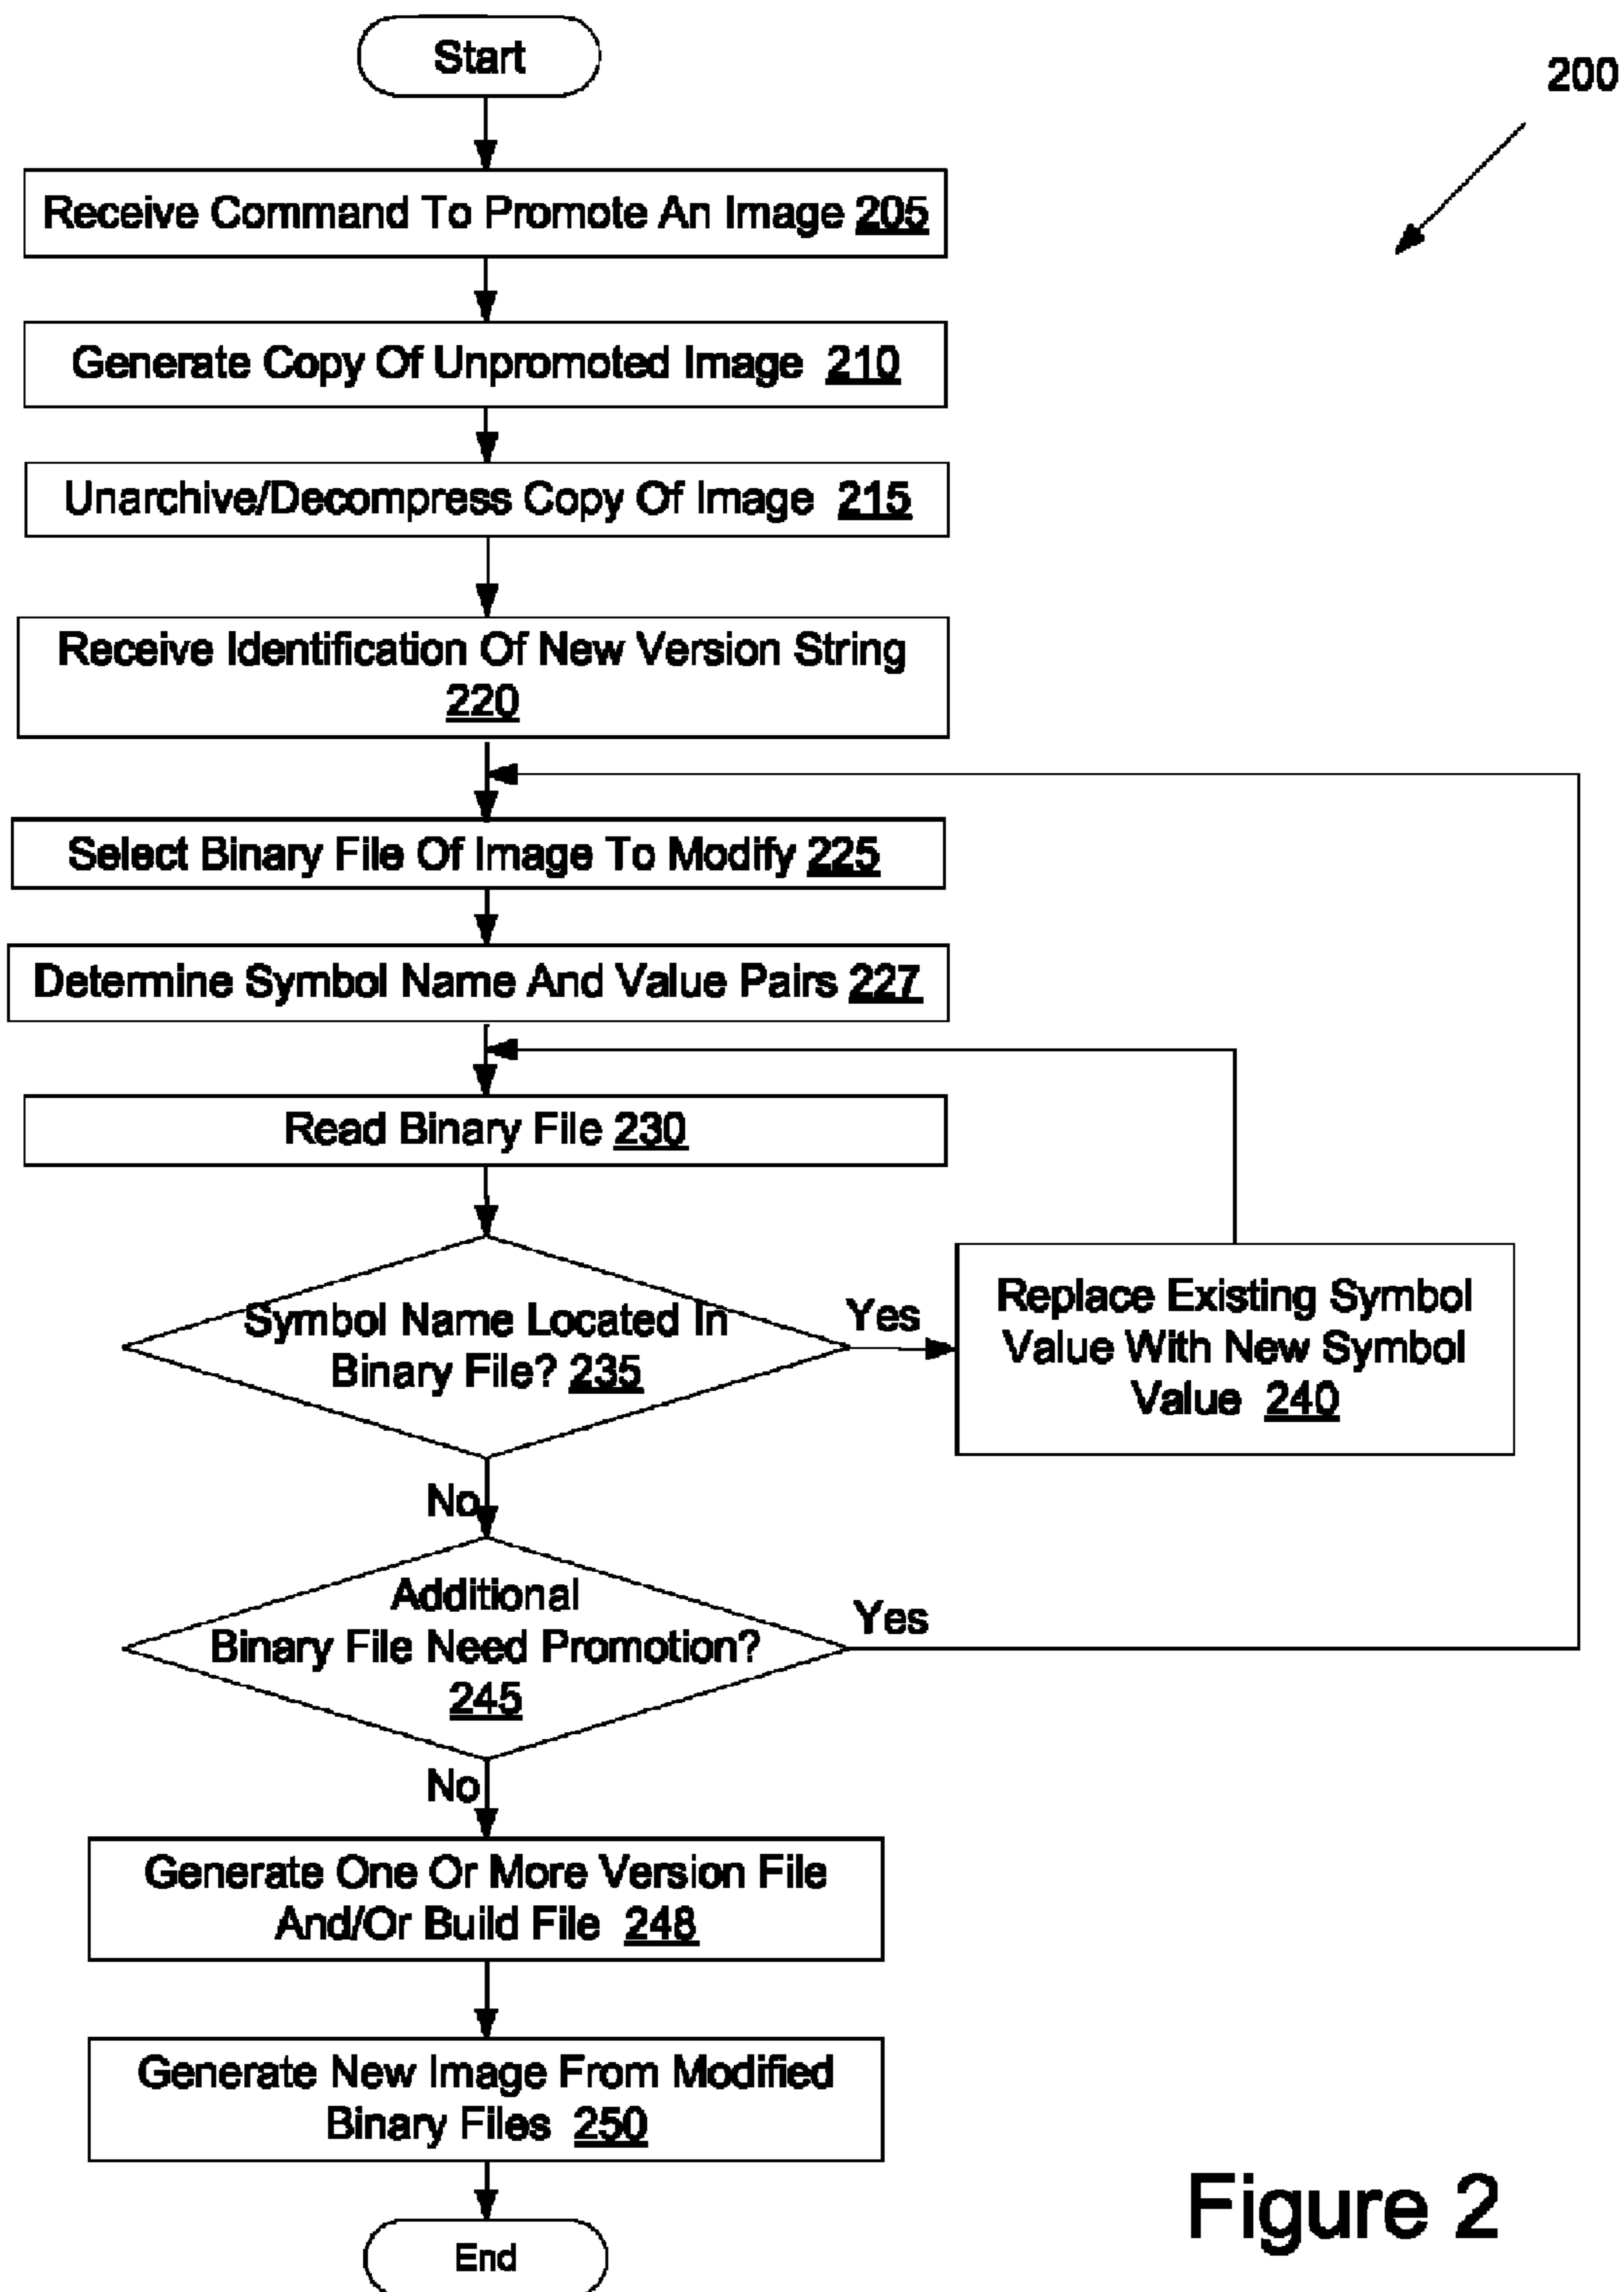 Start
200
Receive Command To Promote An Image 205
Generate Copy Of Unpromoted Image 210
Unarchive/Decompress Copy Of Image 215
Receive Identification Of New Version String
220
Select Binary File Of Image To Modify 225
Determine Symbol Name And Value Pairs 227
Read Binary File 230
Symbol Name Located In
Binary File? 235
Yes
Replace Existing Symbol
Value With New Symbol
Value 240
No
Additional
Binary File Need Promotion?
245
Yes
No
Generate One Or More Version File
And/Or Build File 248
Generate New Image From Modified
Binary Files 250
End
Figure 2